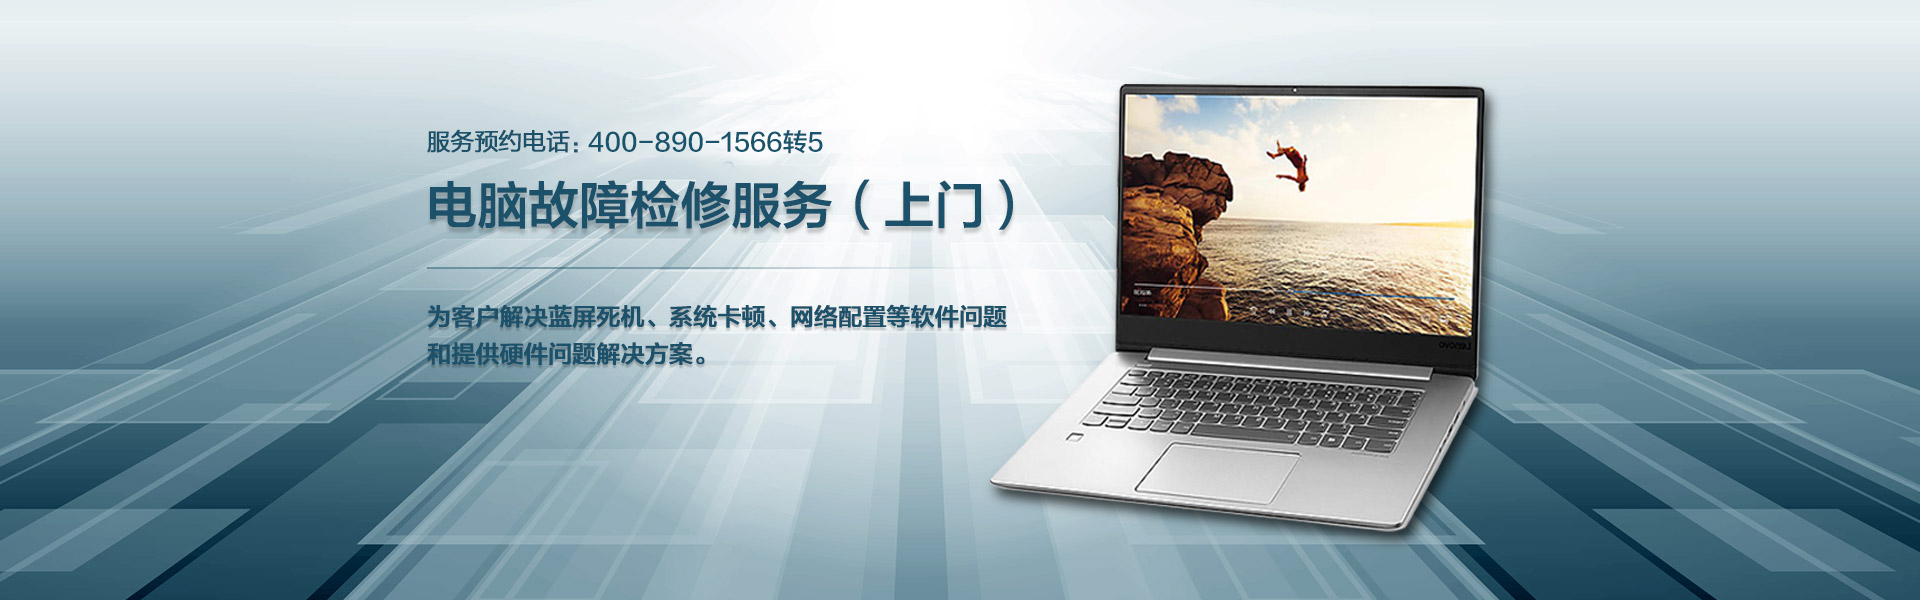 服务预约电话：400-890-1566转5
电脑故障检修服务（上门）
为客户解决蓝屏死机、系统卡顿、网络配置等软件问题
和提供硬件问题解决方案。
lenovo